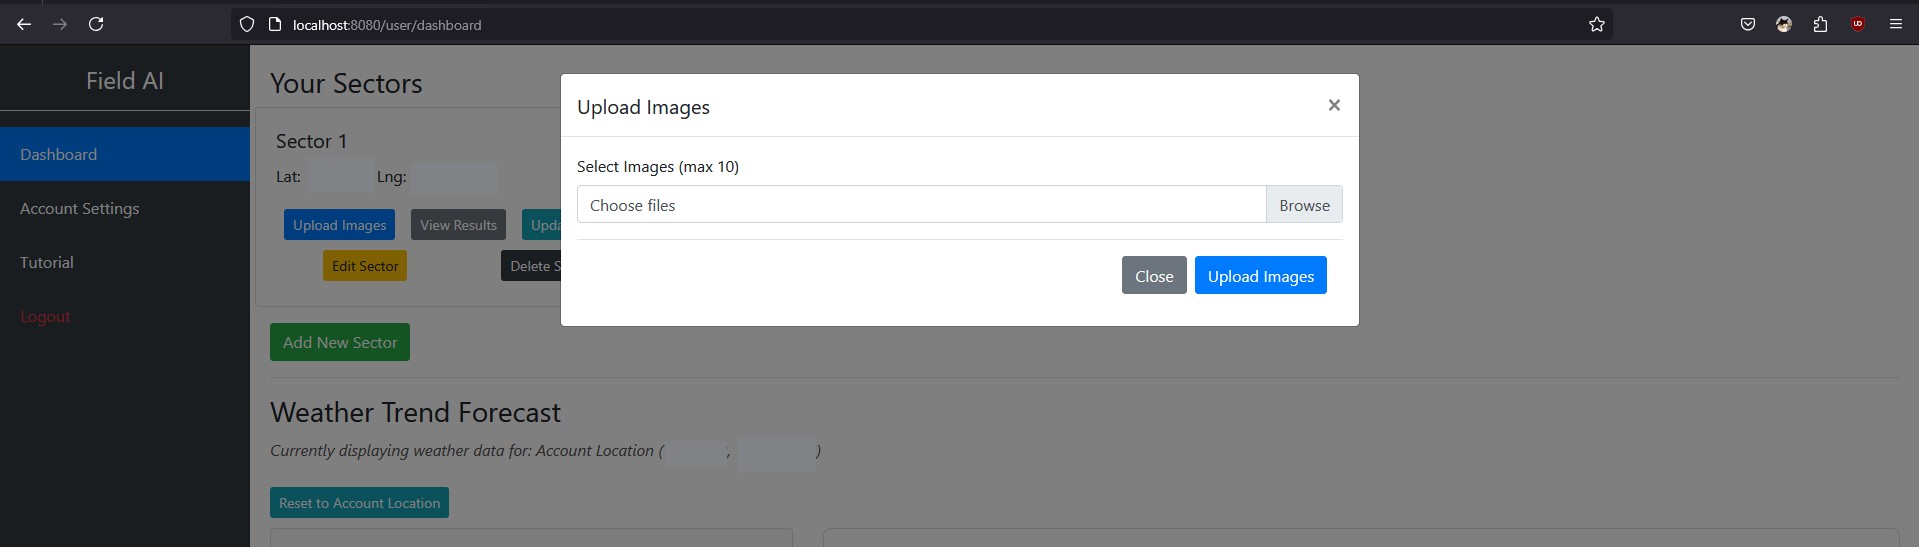 localhost:8080/user/dashboard
Field AI
Dashboard
Account Settings
Tutorial
Logout
Your Sectors
Sector 1
Lat: Lng:
Upload Images View Results Upda
Edit Sector Delete S
Add New Sector
Weather Trend Forecast
Currently displaying weather data for: Account Location ( , )
Reset to Account Location
Upload Images ×
Select Images (max 10)
Choose files Browse
Close Upload Images